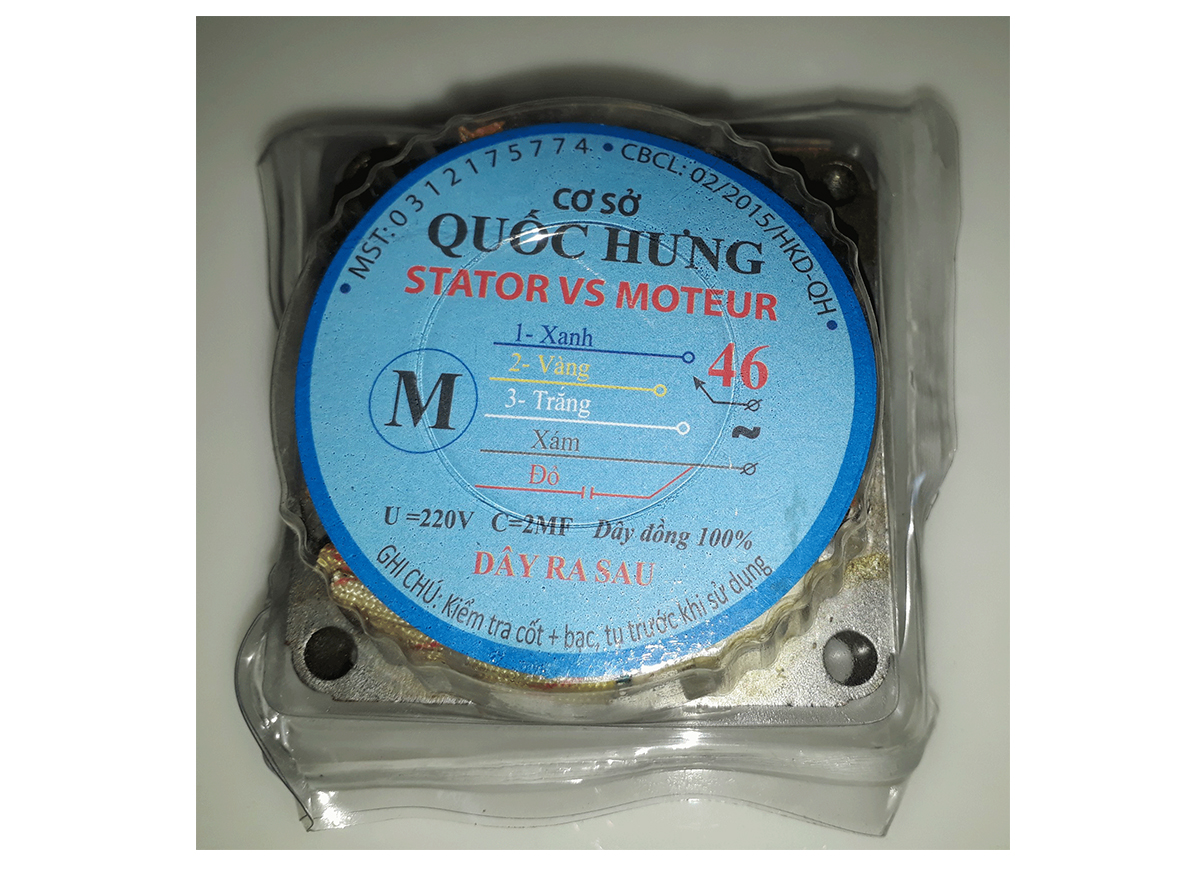 • MST: 0312175774 • CBCL: 02/2015/HKD-QH •
CƠ SỞ
QUỐC HƯNG
STATOR VS MOTEUR
1- Xanh
46
2- Vàng
M
3- Trắng
~
Xám
Đỏ
U =220V C=2MF Dây đồng 100%
DÂY RA SAU
GHI CHÚ: Kiểm tra cốt + bạc, tụ trước khi sử dụng